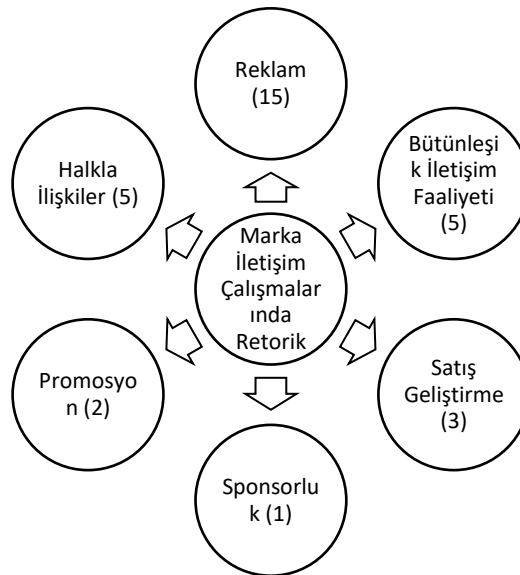 Reklam
(15)
Bütünleşi
k İletişim
Faaliyeti
(5)
Satış
Geliştirme
(3)
Sponsorlu
k (1)
Promosyo
n (2)
Halkla
İlişkiler (5)
Marka
İletişim
Çalışmalar
ında
Retorik